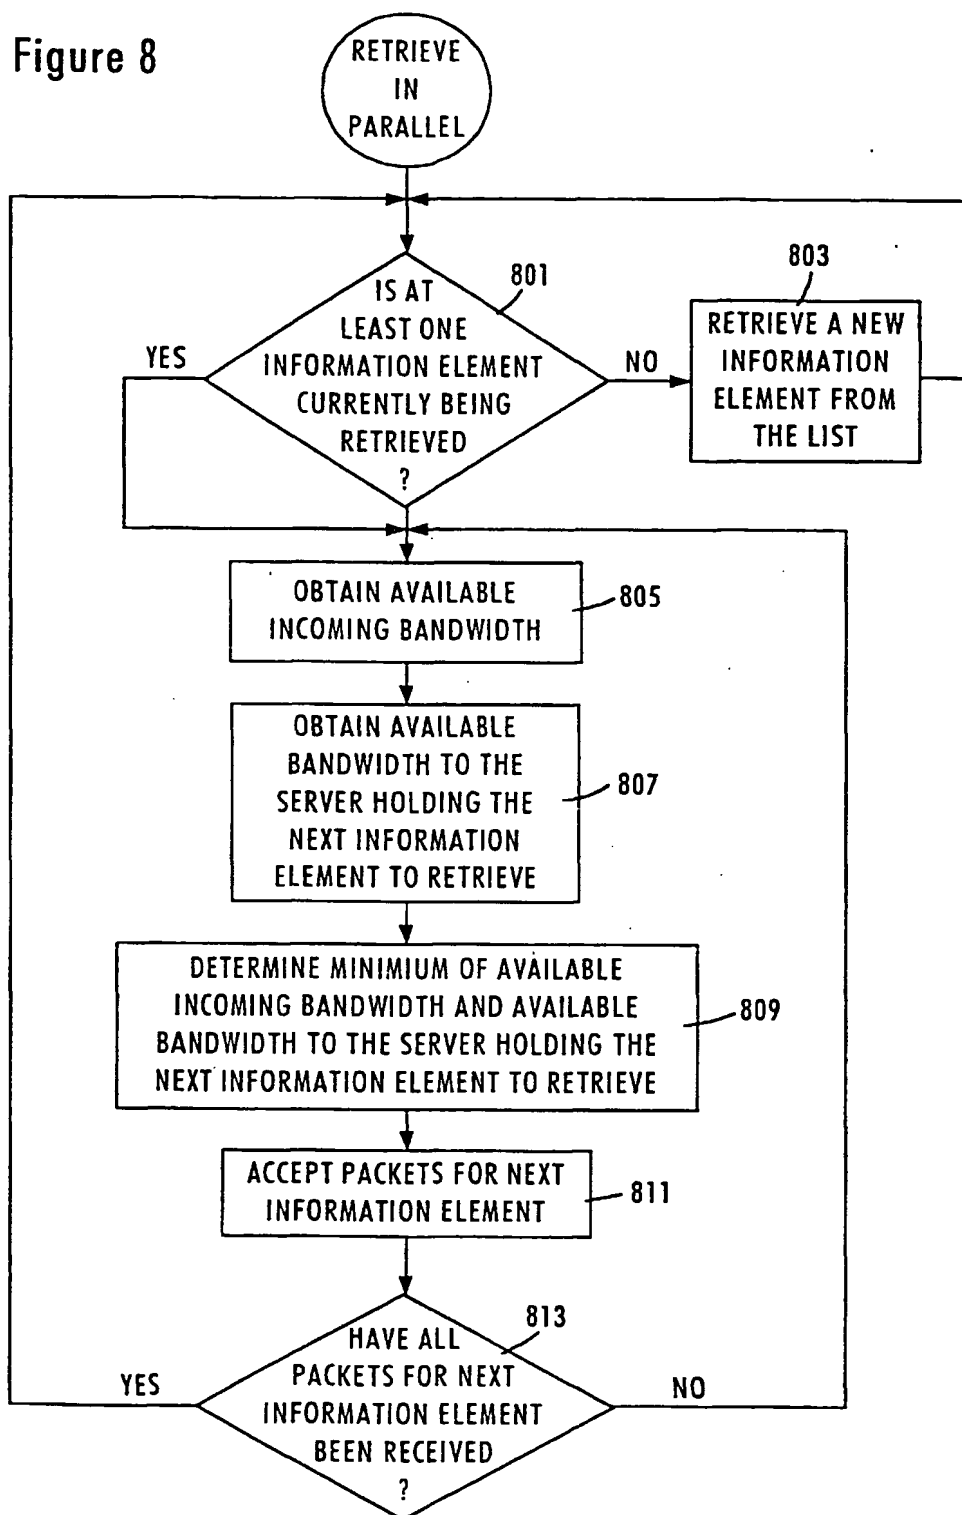 Figure 8
RETRIEVE
IN
PARALLEL
801
IS AT
LEAST ONE
INFORMATION ELEMENT
CURRENTLY BEING
RETRIEVED
?
YES
NO
803
RETRIEVE A NEW
INFORMATION
ELEMENT FROM
THE LIST
OBTAIN AVAILABLE
INCOMING BANDWIDTH
805
OBTAIN AVAILABLE
BANDWIDTH TO THE
SERVER HOLDING THE
NEXT INFORMATION
ELEMENT TO RETRIEVE
807
DETERMINE MINIMIUM OF AVAILABLE
INCOMING BANDWIDTH AND AVAILABLE
BANDWIDTH TO THE SERVER HOLDING THE
NEXT INFORMATION ELEMENT TO RETRIEVE
809
ACCEPT PACKETS FOR NEXT
INFORMATION ELEMENT
811
813
HAVE ALL
PACKETS FOR NEXT
INFORMATION ELEMENT
BEEN RECEIVED
?
YES
NO